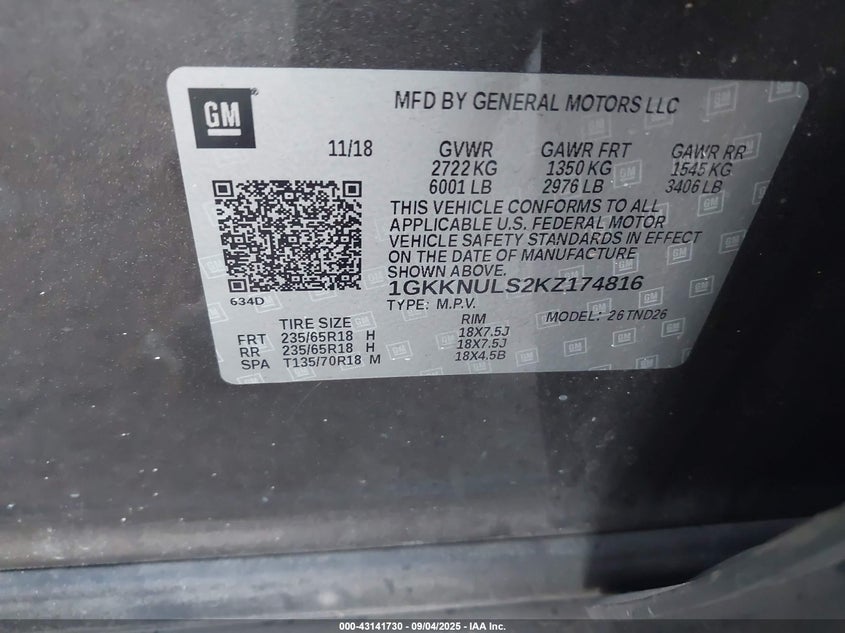 GM
MFD BY GENERAL MOTORS LLC
11/18 GVWR GAWR FRT GAWR RR
2722 KG 1350 KG 1545 KG
6001 LB 2976 LB 3406 LB
THIS VEHICLE CONFORMS TO ALL
APPLICABLE U.S. FEDERAL MOTOR
VEHICLE SAFETY STANDARDS IN EFFECT
ON THE DATE OF MANUFACTURE
SHOWN ABOVE.
634D
1GKKNULS2KZ174816
TYPE: M.P.V. MODEL: 26 TND26
TIRE SIZE RIM
FRT 235/65R18 H 18X7.5J
RR 235/65R18 H 18X7.5J
SPA T135/70R18 M 18X4.5B
000-43141730 - 09/04/2025 - IAA Inc.